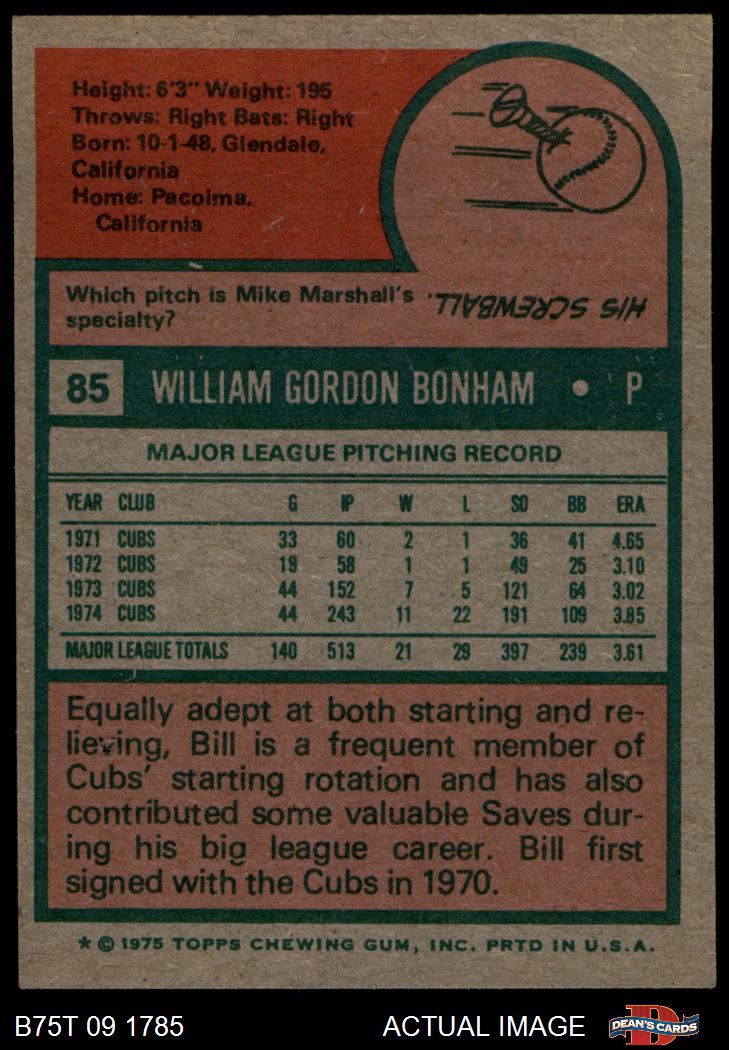 Height: 6'3" Weight: 195
Throws: Right Bats: Right
Born: 10-1-48, Glendale,
California
Home: Pacoima,
California
Which pitch is Mike Marshall's
specialty?
HIS SCREWBALL.
85 WILLIAM GORDON BONHAM • P
MAJOR LEAGUE PITCHING RECORD
YEAR CLUB G IP W L SO BB ERA
1971 CUBS 33 60 2 1 36 41 4.65
1972 CUBS 19 58 1 1 49 25 3.10
1973 CUBS 44 152 7 5 121 64 3.02
1974 CUBS 44 243 11 22 191 109 3.85
MAJOR LEAGUE TOTALS 140 513 21 29 397 239 3.61
Equally adept at both starting and re-
lieving, Bill is a frequent member of
Cubs' starting rotation and has also
contributed some valuable Saves dur-
ing his big league career. Bill first
signed with the Cubs in 1970.
* © 1975 TOPPS CHEWING GUM, INC. PRTD IN U.S.A.
B75T 09 1785 ACTUAL IMAGE DEAN'S CARDS